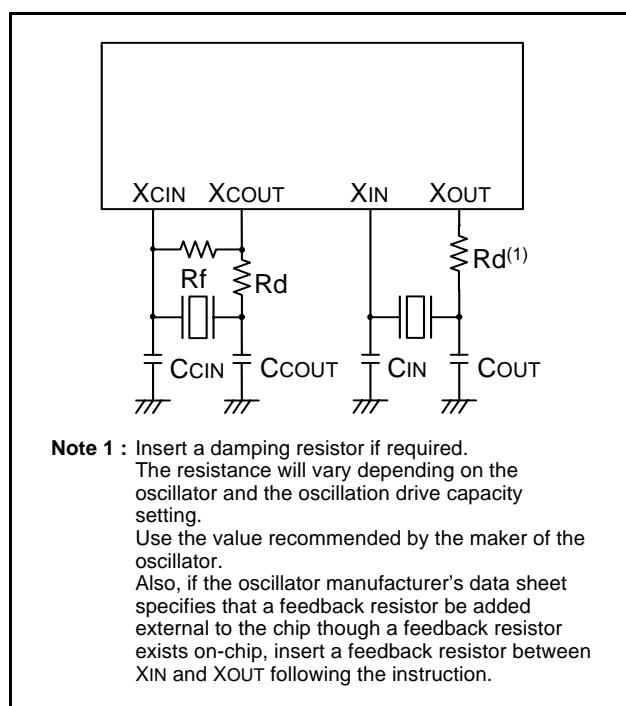 XCIN XCOUT XIN XOUT
Rd(1)
Rf Rd
CCIN CCOUT CIN COUT
Note 1 : Insert a damping resistor if required.
The resistance will vary depending on the
oscillator and the oscillation drive capacity
setting.
Use the value recommended by the maker of the
oscillator.
Also, if the oscillator manufacturer's data sheet
specifies that a feedback resistor be added
external to the chip though a feedback resistor
exists on-chip, insert a feedback resistor between
XIN and XOUT following the instruction.